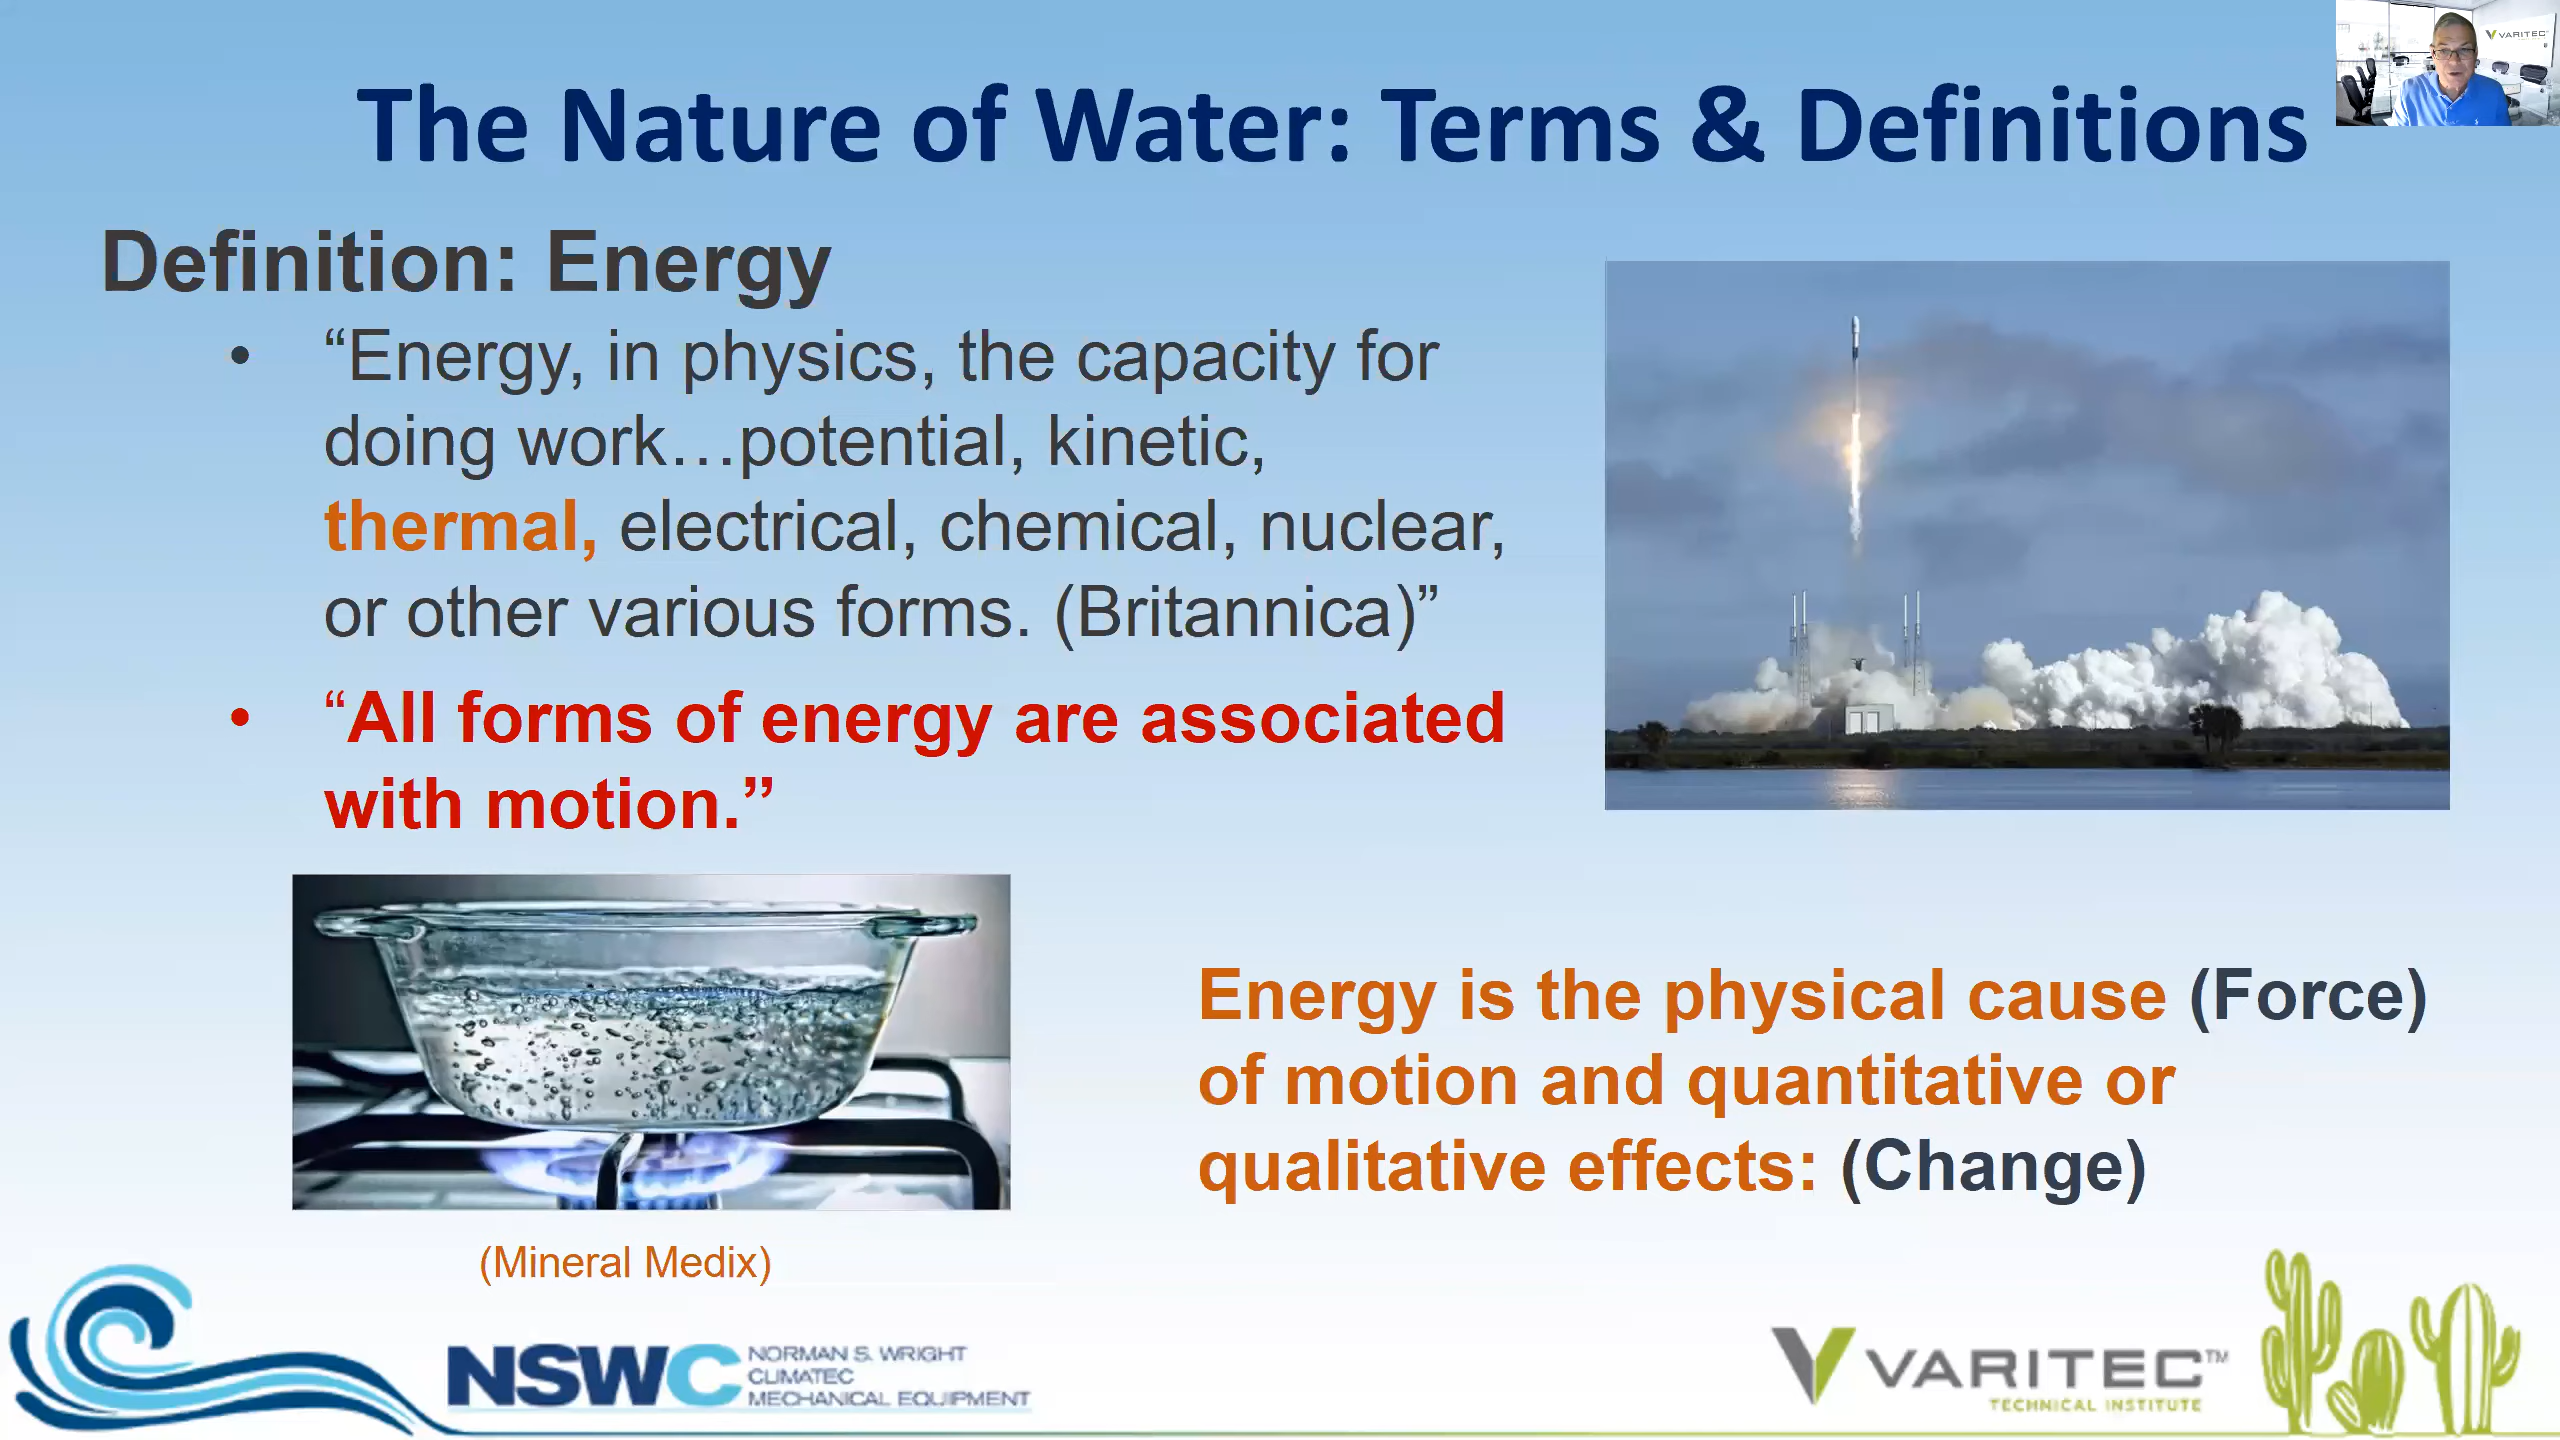 VARITEC
The Nature of Water: Terms & Definitions
Definition: Energy
• “Energy, in physics, the capacity for
doing work…potential, kinetic,
thermal, electrical, chemical, nuclear,
or other various forms. (Britannica)”
• “All forms of energy are associated
with motion.”
Energy is the physical cause (Force)
of motion and quantitative or
qualitative effects: (Change)
(Mineral Medix)
NSWC
NORMAN S. WRIGHT
CLIMATEC
MECHANICAL EQUIPMENT
VARITEC™
TECHNICAL INSTITUTE